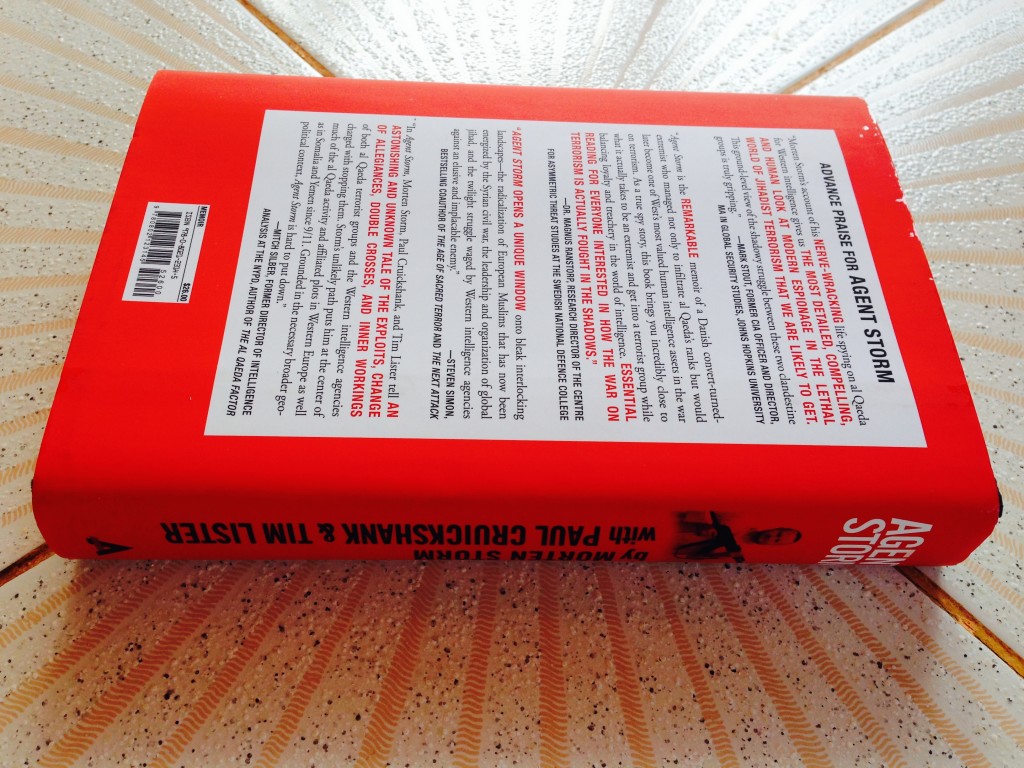 ADVANCE PRAISE FOR AGENT STORM
"Morten Storm's account of his NERVE-WRACKING life spying on al Qaeda
for Western intelligence gives us THE MOST DETAILED, COMPELLING,
AND HUMAN LOOK AT MODERN ESPIONAGE IN THE LETHAL
WORLD OF JIHADIST TERRORISM THAT WE ARE LIKELY TO GET.
This ground-level view of the shadowy struggle between these two clandestine
groups is truly gripping."
—MARK STOUT, FORMER CIA OFFICER AND DIRECTOR,
MA IN GLOBAL SECURITY STUDIES, JOHNS HOPKINS UNIVERSITY
"Agent Storm is the REMARKABLE memoir of a Danish convert-turned-
extremist who managed not only to infiltrate al Qaeda's ranks but would
later become one of West's most valued human intelligence assets in the war
on terrorism. As a true spy story, this book brings you incredibly close to
what it actually takes to be an extremist and get into a terrorist group while
balancing loyalty and treachery in the world of intelligence. ESSENTIAL
READING FOR EVERYONE INTERESTED IN HOW THE WAR ON
TERRORISM IS ACTUALLY FOUGHT IN THE SHADOWS."
—DR. MAGNUS RANSTORP, RESEARCH DIRECTOR OF THE CENTRE
FOR ASYMMETRIC THREAT STUDIES AT THE SWEDISH NATIONAL DEFENCE COLLEGE
"AGENT STORM OPENS A UNIQUE WINDOW onto bleak interlocking
landscapes—the radicalization of European Muslims that has now been
energized by the Syrian civil war, the leadership and organization of global
jihad, and the twilight struggle waged by Western intelligence agencies
against an elusive and implacable enemy."
—STEVEN SIMON,
BESTSELLING COAUTHOR OF THE AGE OF SACRED TERROR AND THE NEXT ATTACK
"In Agent Storm, Morten Storm, Paul Cruickshank, and Tim Lister tell AN
ASTONISHING AND UNKNOWN TALE OF THE EXPLOITS, CHANGE
OF ALLEGIANCES, DOUBLE CROSSES, AND INNER WORKINGS
of both al Qaeda terrorist groups and the Western intelligence agencies
charged with stopping them. Storm's unlikely path puts him at the center of
much of the al Qaeda activity and affiliated plots in Western Europe as well
as in Somalia and Yemen since 9/11. Grounded in the necessary broader geo-
political context, Agent Storm is hard to put down."
—MITCH SILBER, FORMER DIRECTOR OF INTELLIGENCE
ANALYSIS AT THE NYPD, AUTHOR OF THE AL QAEDA FACTOR
MEMOIR
$26.00
52600
AGENT
STORM
by MORTEN STORM
with PAUL CRUICKSHANK & TIM LISTER